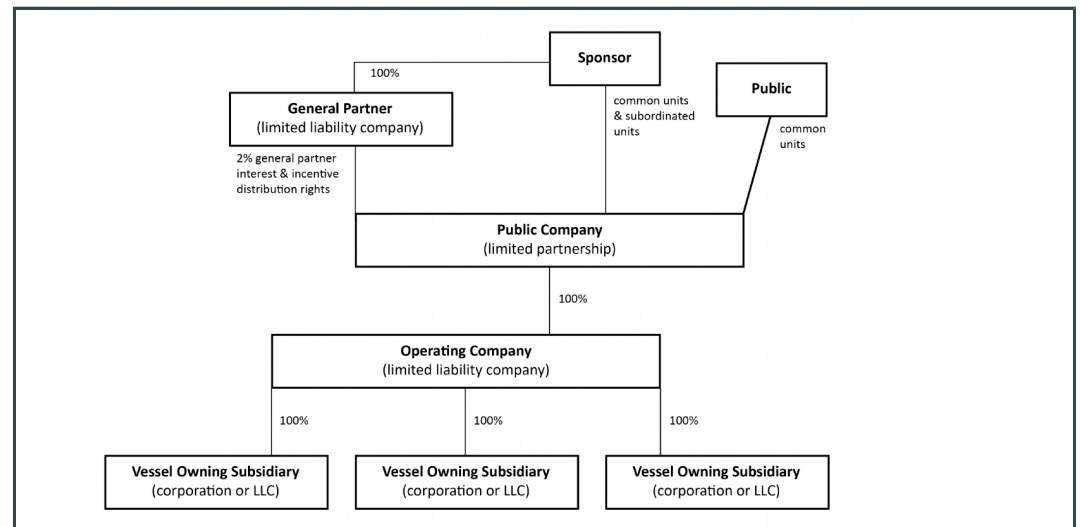 Sponsor
Public
100%
General Partner
(limited liability company)
common units
& subordinated
units
common
units
2% general partner
interest & incentive
distribution rights
Public Company
(limited partnership)
100%
Operating Company
(limited liability company)
100%
100%
100%
Vessel Owning Subsidiary
(corporation or LLC)
Vessel Owning Subsidiary
(corporation or LLC)
Vessel Owning Subsidiary
(corporation or LLC)